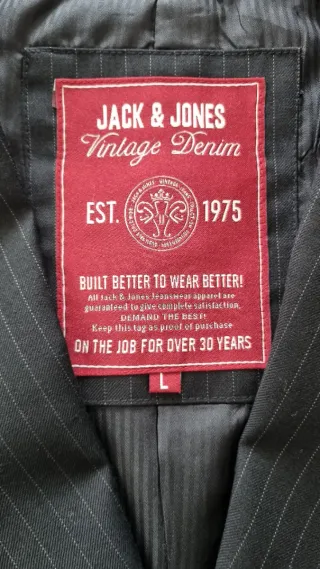 JACK & JONES
Vintage Denim
EST. 1975
BUILT BETTER TO WEAR BETTER!
All Jack & Jones Jeanswear apparel are
guaranteed to give complete satisfaction.
DEMAND THE BEST!
Keep this tag as proof of purchase
ON THE JOB FOR OVER 30 YEARS
L